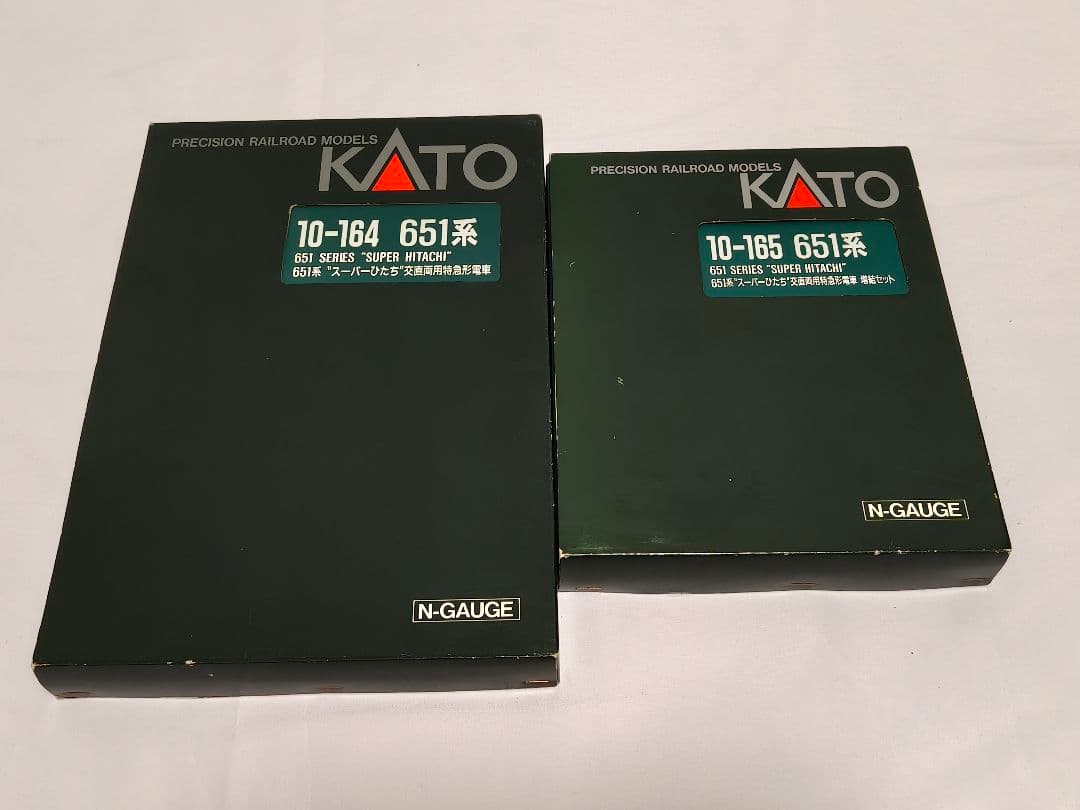 PRECISION RAILROAD MODELS
KATO
10-164 651系
651 SERIES "SUPER HITACHI"
651系 "スーパーひたち"交直両用特急形電車
N-GAUGE
PRECISION RAILROAD MODELS
KATO
10-165 651系
651 SERIES "SUPER HITACHI"
651系"スーパーひたち"交直両用特急形電車 増結セット
N-GAUGE